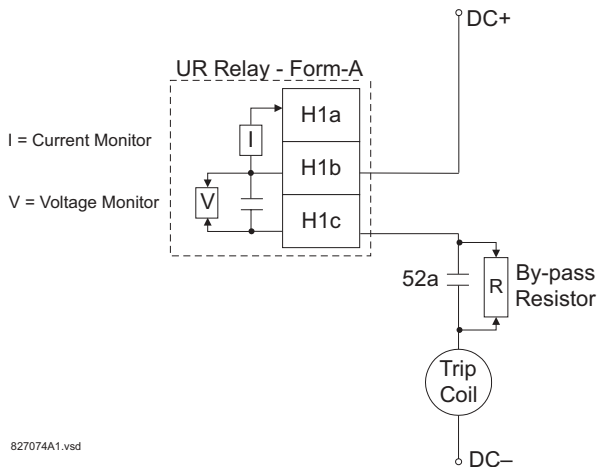 DC+
UR Relay - Form-A
H1a
I = Current Monitor
I
H1b
V = Voltage Monitor
V
H1c
52a
R
By-pass
Resistor
Trip
Coil
827074A1.vsd
DC–